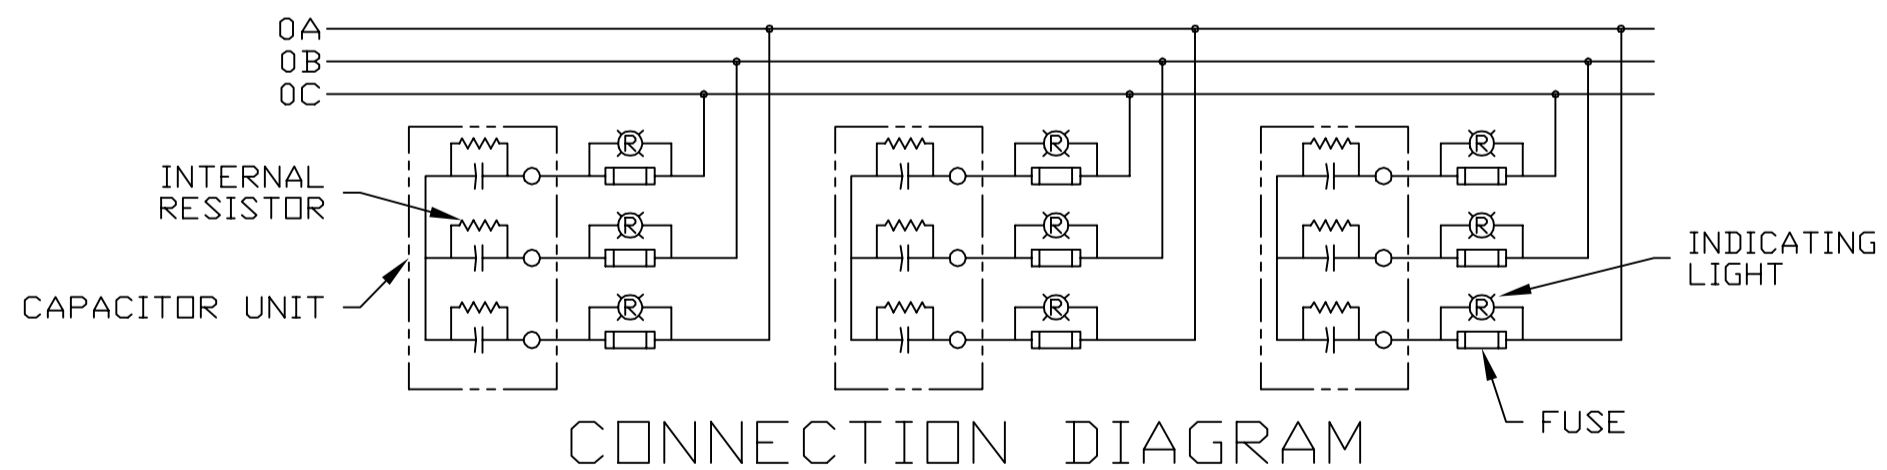 0A
0B
0C
R R R
INTERNAL
RESISTOR
R R R
INDICATING
LIGHT
CAPACITOR UNIT
R R R
FUSE
CONNECTION DIAGRAM